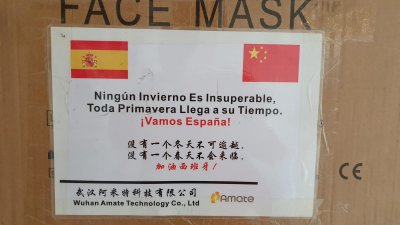 FACE MASK
Ningún Invierno Es Insuperable,
Toda Primavera Llega a su Tiempo.
¡Vamos España!
没有一个冬天不可逾越,
没有一个春天不会来临.
加油西班牙!
武汉阿米特科技有限公司
Wuhan Amate Technology Co., Ltd
Amate
CE